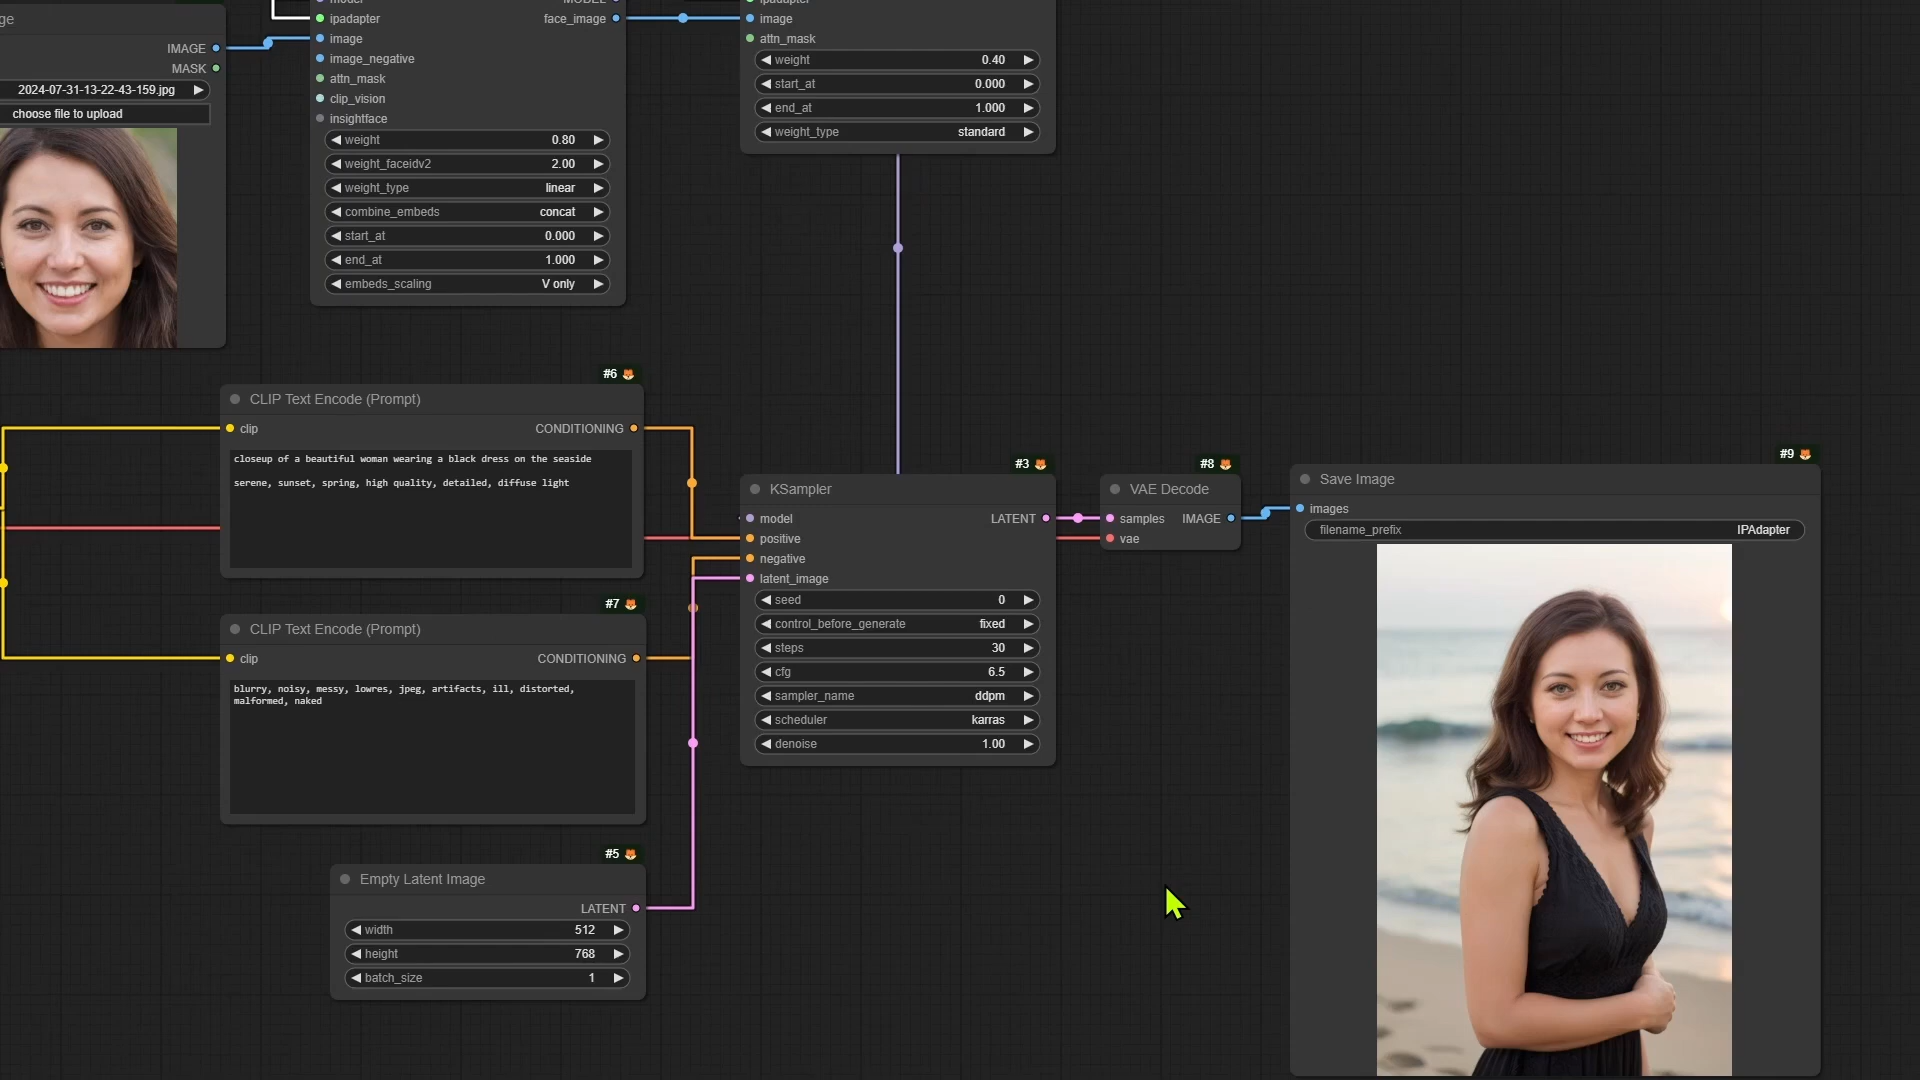 ge
IMAGE
MASK
2024-07-31-13-22-43-159.jpg
choose file to upload
model
MODEL
ipadapter
face_image
image
image_negative
attn_mask
clip_vision
insightface
weight 0.80
weight_faceidv2 2.00
weight_type linear
combine_embeds concat
start_at 0.000
end_at 1.000
embeds_scaling V only
ipadapter
image
attn_mask
weight 0.40
start_at 0.000
end_at 1.000
weight_type standard
#6
CLIP Text Encode (Prompt)
clip CONDITIONING
closeup of a beautiful woman wearing a black dress on the seaside
serene, sunset, spring, high quality, detailed, diffuse light
#7
CLIP Text Encode (Prompt)
clip CONDITIONING
blurry, noisy, messy, lowres, jpeg, artifacts, ill, distorted,
malformed, naked
#5
Empty Latent Image
LATENT
width 512
height 768
batch_size 1
#3
KSampler
model LATENT
positive
negative
latent_image
seed 0
control_before_generate fixed
steps 30
cfg 6.5
sampler_name ddpm
scheduler karras
denoise 1.00
#8
VAE Decode
samples IMAGE
vae
#9
Save Image
images
filename_prefix IPAdapter